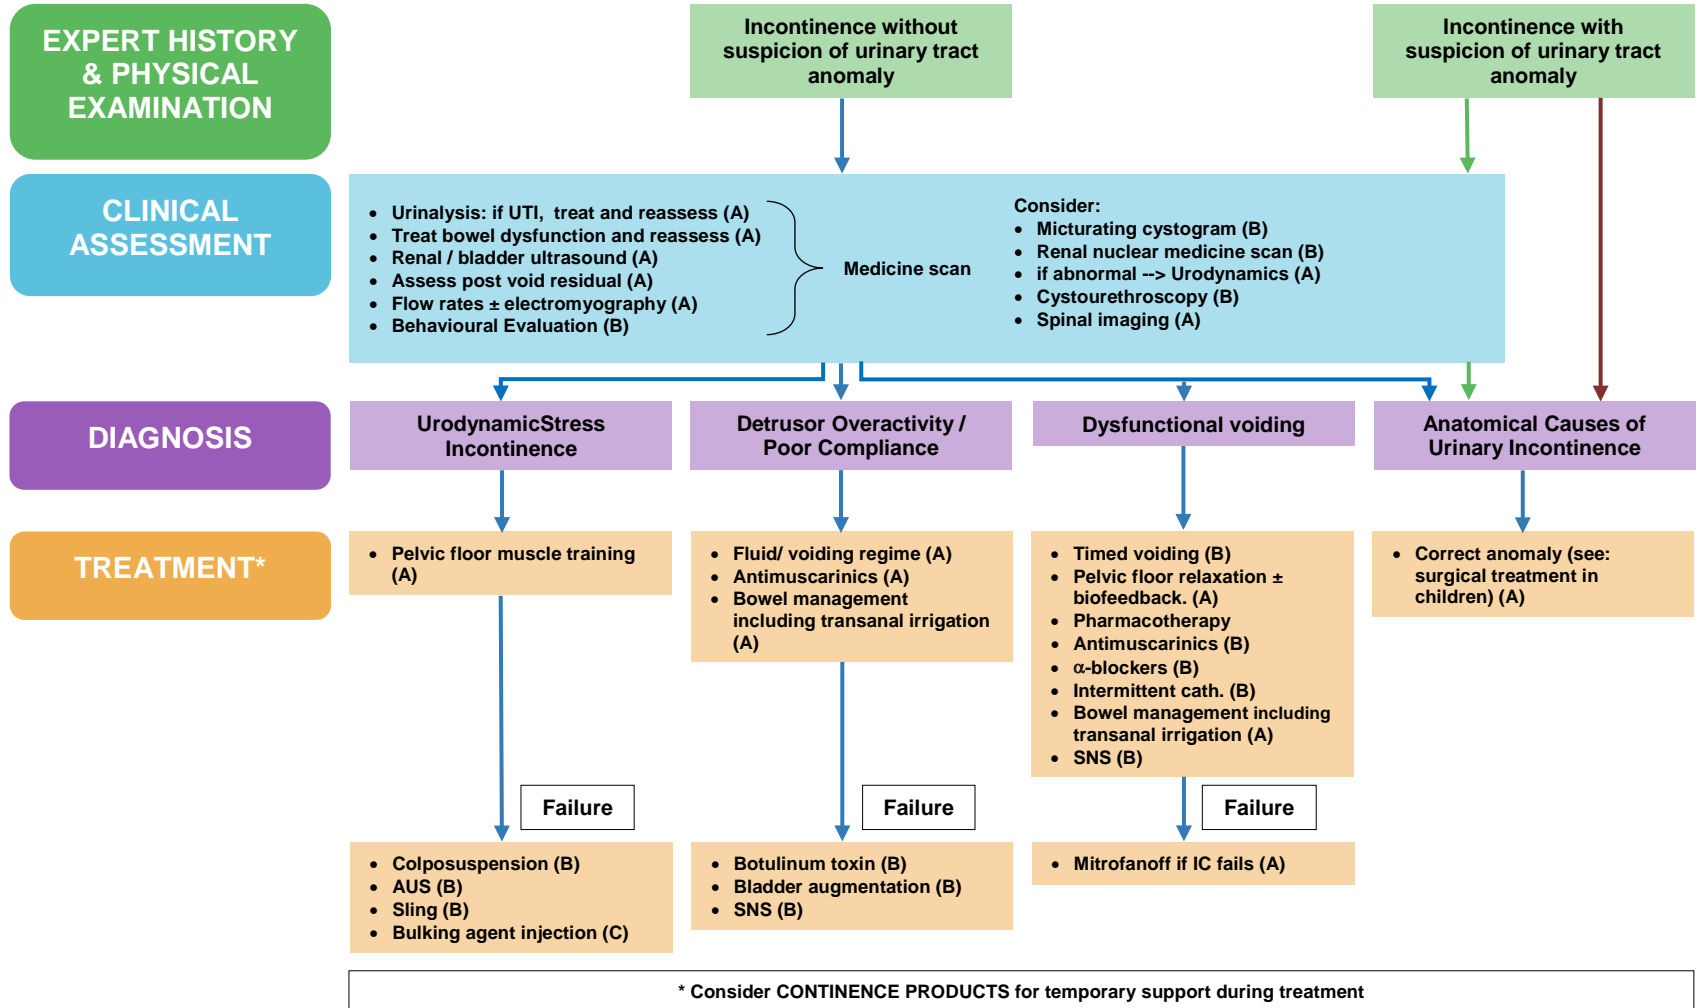 EXPERT HISTORY
& PHYSICAL
EXAMINATION
Incontinence without
suspicion of urinary tract
anomaly
Incontinence with
suspicion of urinary tract
anomaly
CLINICAL
ASSESSMENT
• Urinalysis: if UTI, treat and reassess (A)
• Treat bowel dysfunction and reassess (A)
• Renal / bladder ultrasound (A)
• Assess post void residual (A)
• Flow rates ± electromyography (A)
• Behavioural Evaluation (B)
Medicine scan
Consider:
• Micturating cystogram (B)
• Renal nuclear medicine scan (B)
• if abnormal --> Urodynamics (A)
• Cystourethroscopy (B)
• Spinal imaging (A)
DIAGNOSIS
UrodynamicStress
Incontinence
Detrusor Overactivity /
Poor Compliance
Dysfunctional voiding
Anatomical Causes of
Urinary Incontinence
TREATMENT*
• Pelvic floor muscle training
(A)
• Fluid/ voiding regime (A)
• Antimuscarinics (A)
• Bowel management
including transanal irrigation
(A)
• Timed voiding (B)
• Pelvic floor relaxation ±
biofeedback. (A)
• Pharmacotherapy
• Antimuscarinics (B)
• α-blockers (B)
• Intermittent cath. (B)
• Bowel management including
transanal irrigation (A)
• SNS (B)
• Correct anomaly (see:
surgical treatment in
children) (A)
Failure
Failure
Failure
• Colposuspension (B)
• AUS (B)
• Sling (B)
• Bulking agent injection (C)
• Botulinum toxin (B)
• Bladder augmentation (B)
• SNS (B)
• Mitrofanoff if IC fails (A)
* Consider CONTINENCE PRODUCTS for temporary support during treatment